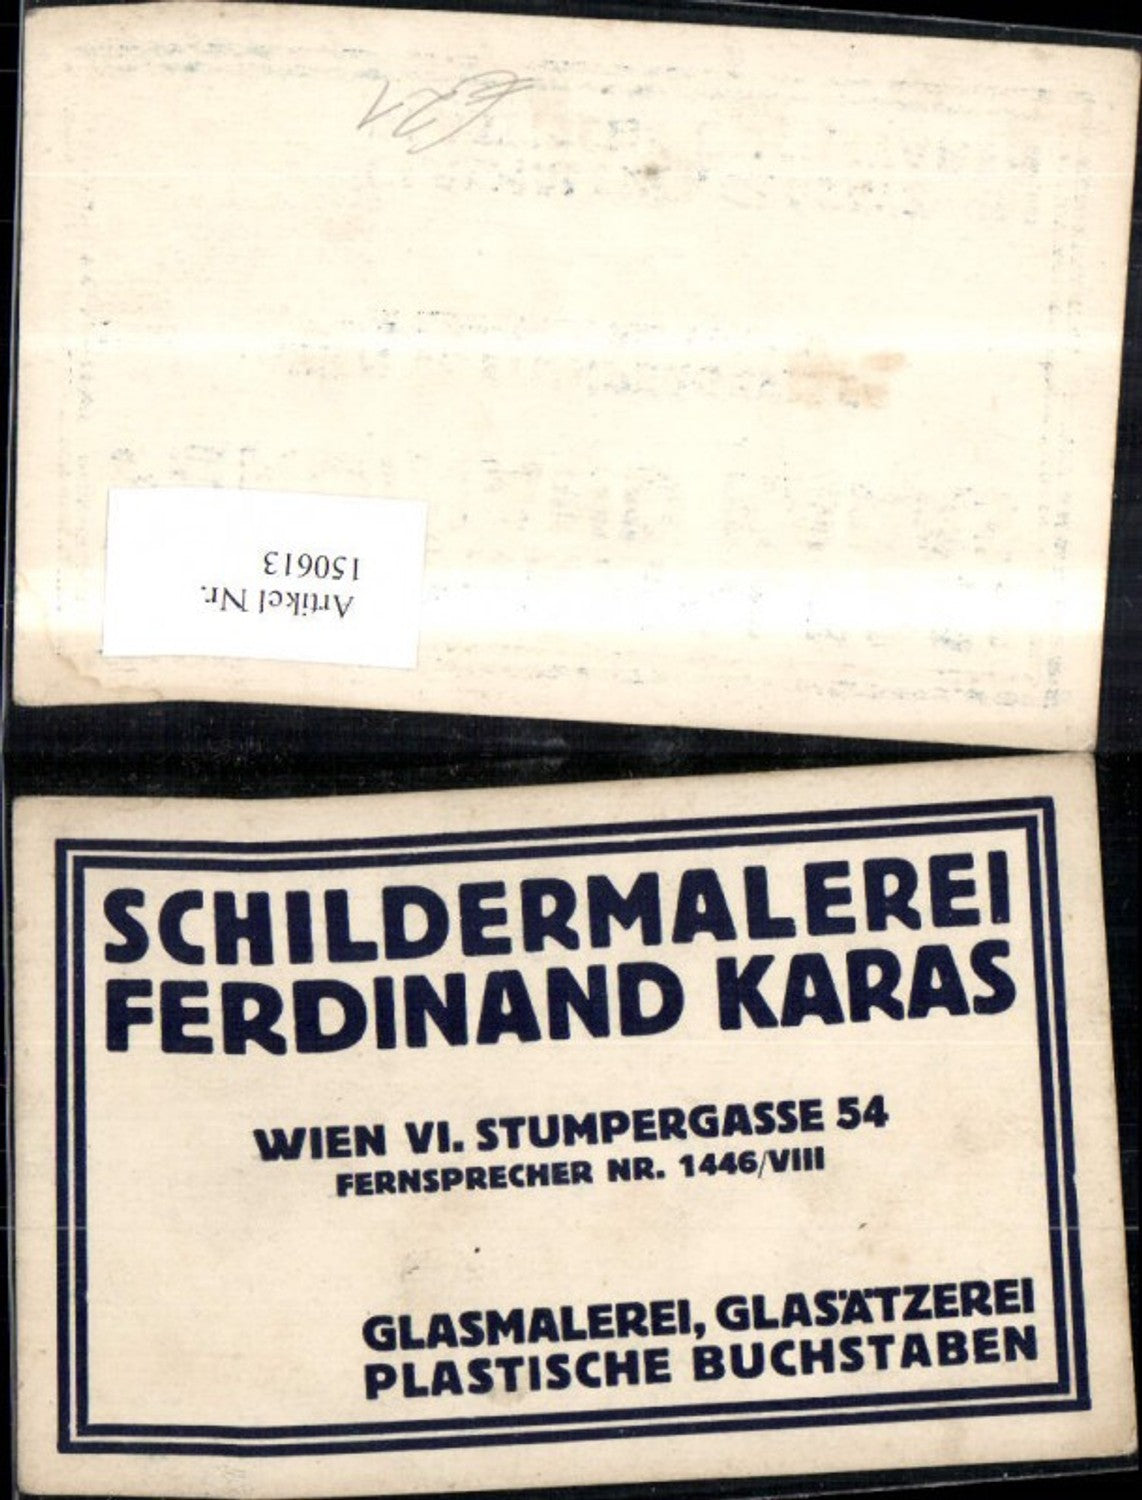 Artikel Nr.
150613
SCHILDERMALEREI
FERDINAND KARAS
WIEN VI. STUMPERGASSE 54
FERNSPRECHER NR. 1446/VIII
GLASMALEREI, GLASÄTZEREI
PLASTISCHE BUCHSTABEN